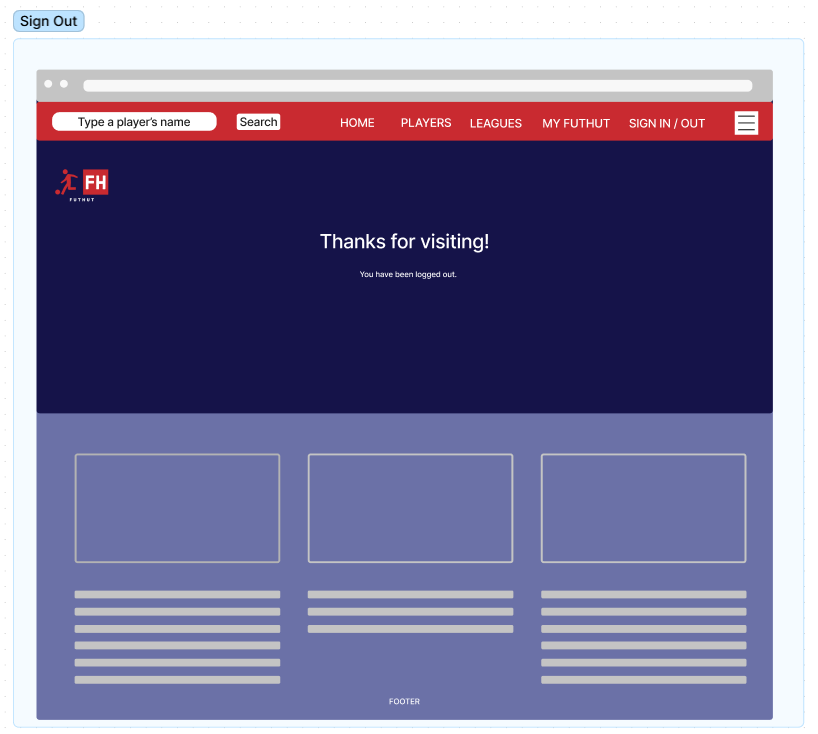 Sign Out
Type a player's name Search HOME PLAYERS LEAGUES MY FUTHUT SIGN IN / OUT
FH
FUTHUT
Thanks for visiting!
You have been logged out.
FOOTER